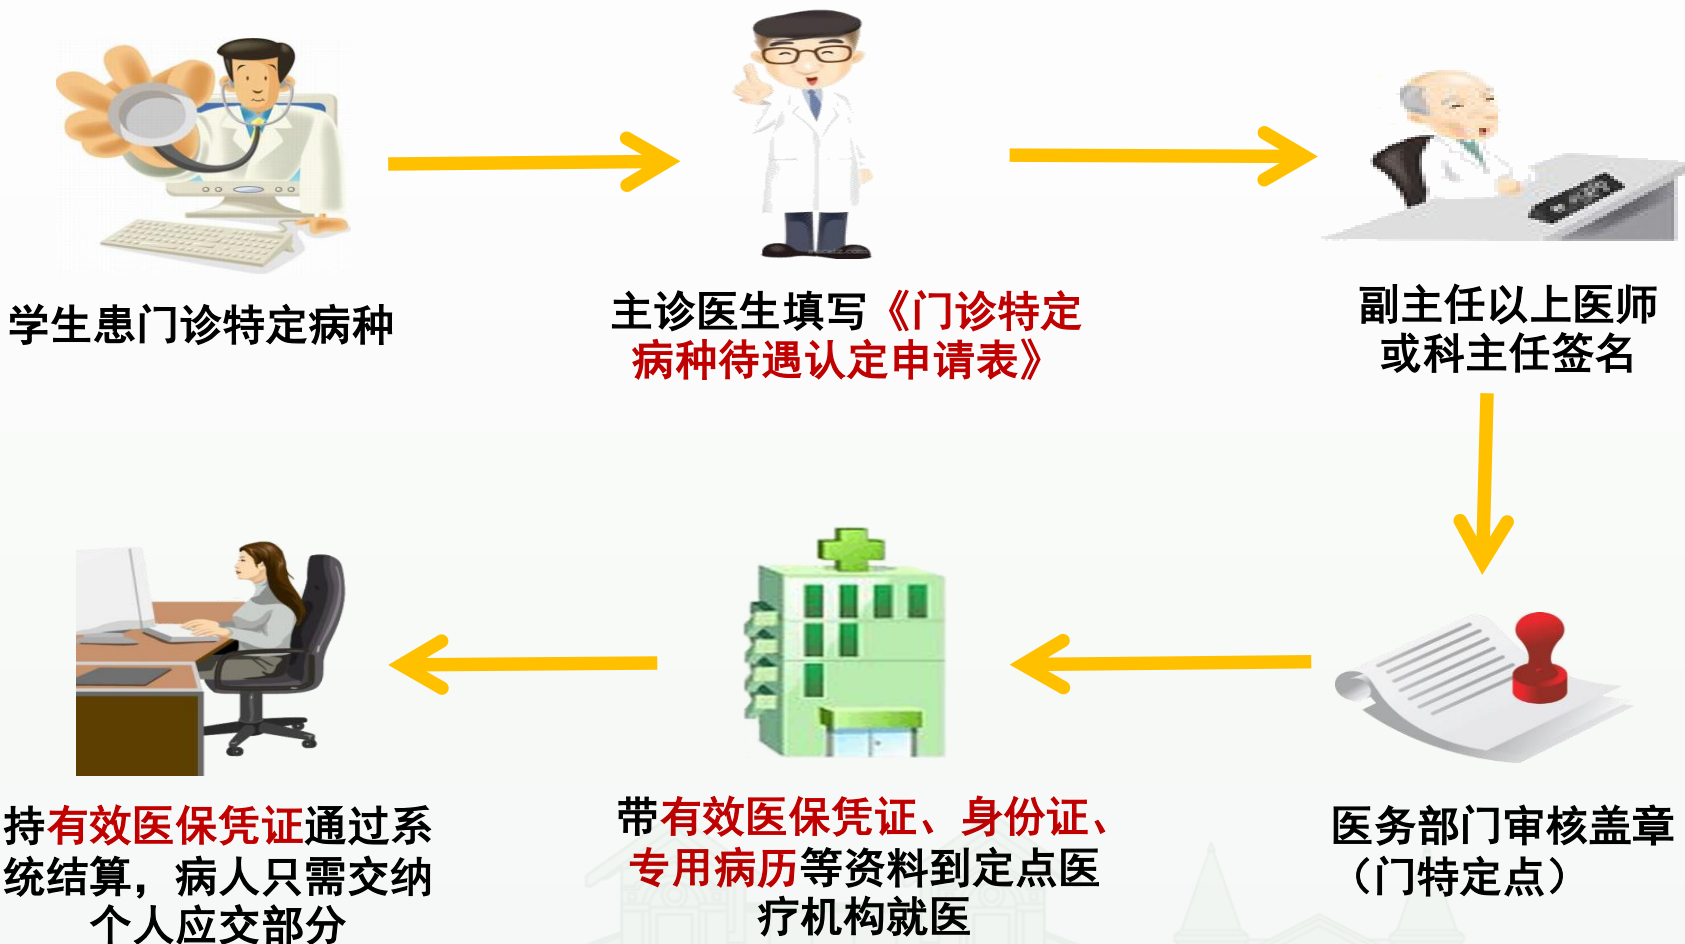 学生患门诊特定病种
主诊医生填写《门诊特定
病种待遇认定申请表》
副主任以上医师
或科主任签名
医务部门审核盖章
（门特定点）
带有效医保凭证、身份证、
专用病历等资料到定点医
疗机构就医
持有效医保凭证通过系
统结算，病人只需交纳
个人应交部分